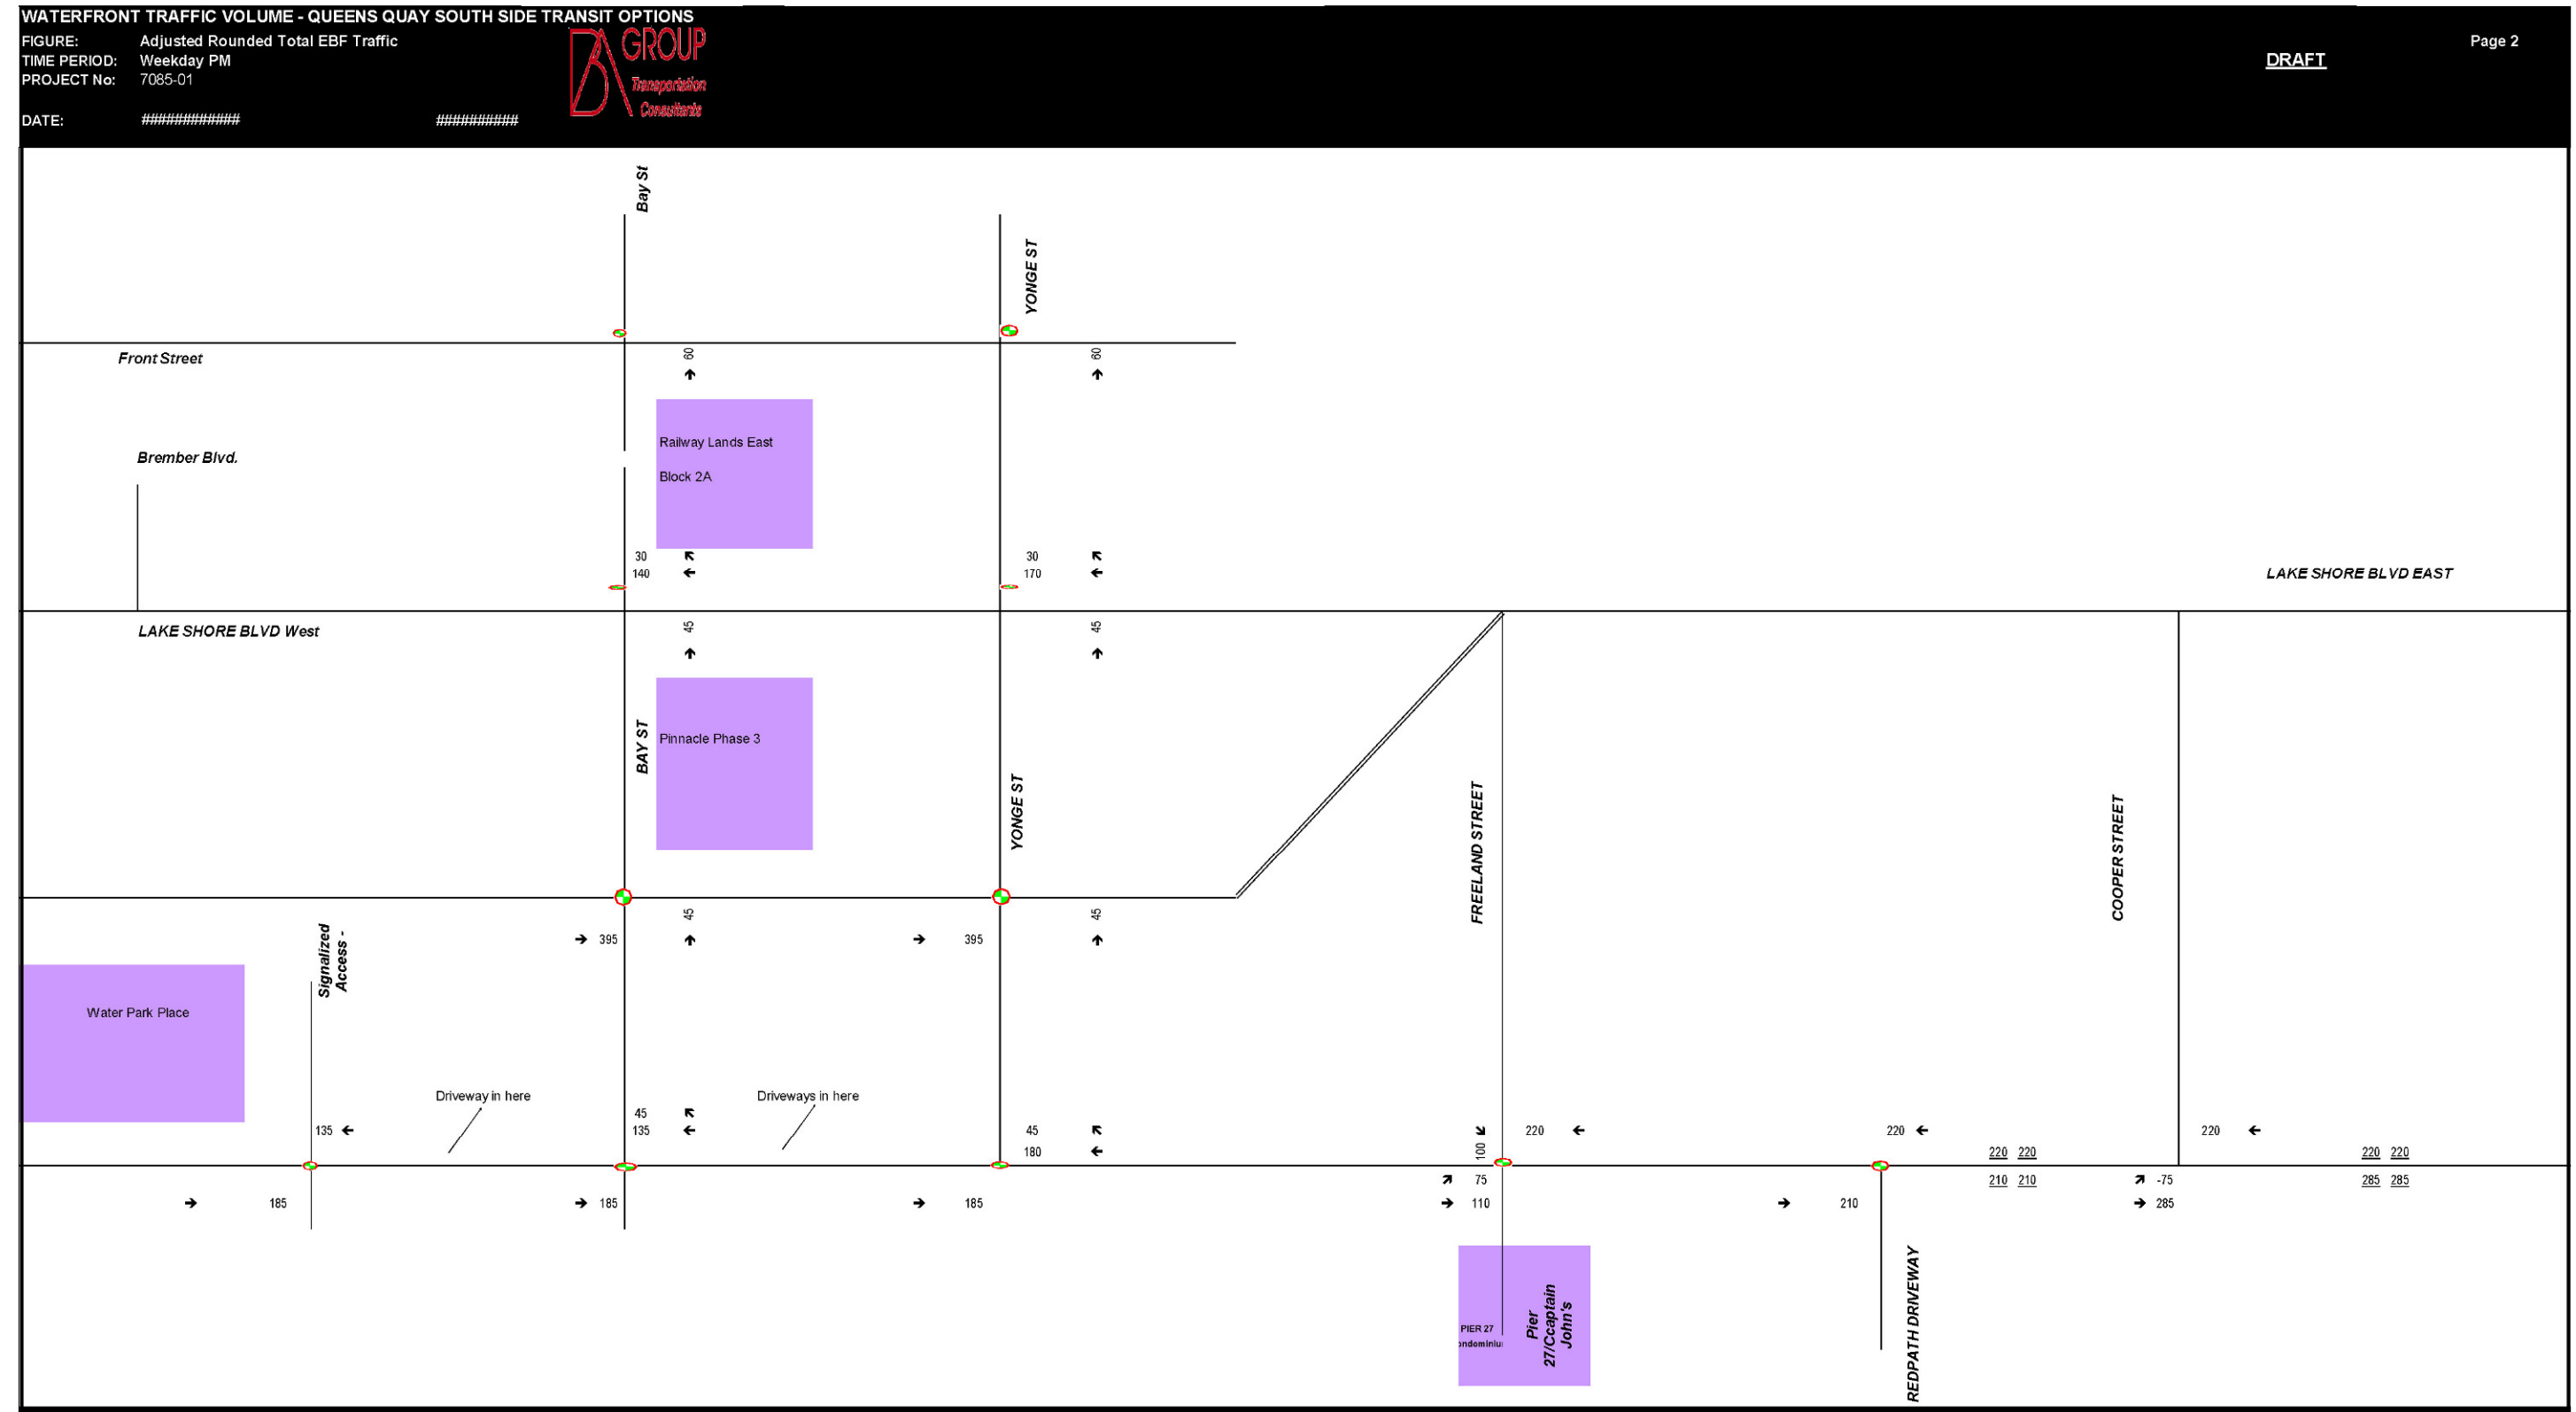 WATERFRONT TRAFFIC VOLUME - QUEENS QUAY SOUTH SIDE TRANSIT OPTIONS
FIGURE: Adjusted Rounded Total EBF Traffic
TIME PERIOD: Weekday PM
PROJECT No: 7085-01
DATE: ############ ##########
BA GROUP
Transportation
Consultants
DRAFT
Page 2
Bay St
YONGE ST
Front Street
60
60
Brember Blvd.
Railway Lands East
Block 2A
30
140
30
170
LAKE SHORE BLVD EAST
LAKE SHORE BLVD West
45
45
BAY ST
Pinnacle Phase 3
YONGE ST
FREELAND STREET
COOPER STREET
45
45
395
395
Signalized
Access -
Water Park Place
Driveway in here
Driveways in here
135
45
135
45
180
100
220
220
220
220 220
220 220
75
210 210
-75
285 285
185
185
185
110
210
285
PIER 27
ondominiu
Pier
27/Ccaptain
John's
REDPATH DRIVEWAY